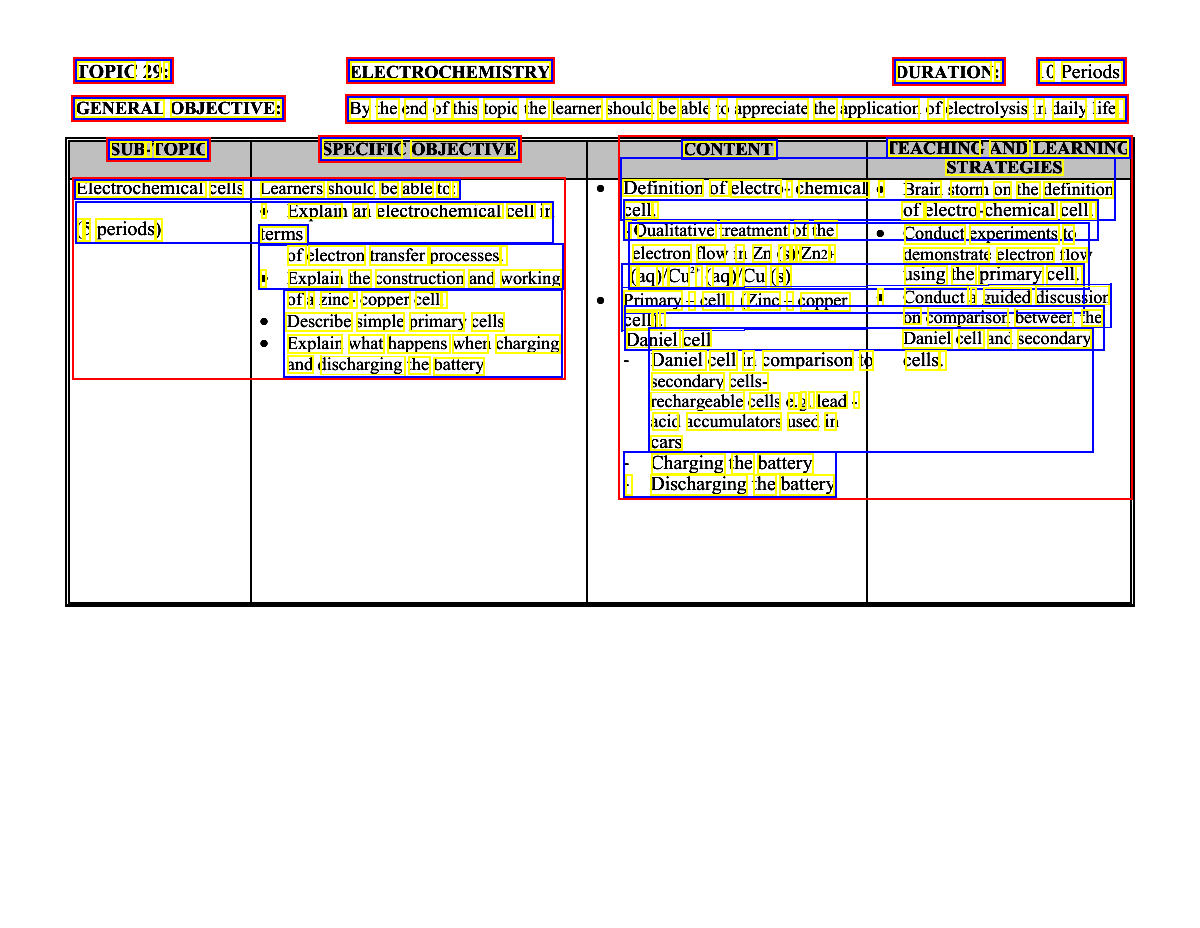 TOPIC 29: ELECTROCHEMISTRY DURATION: Periods
GENERAL OBJECTIVE: By the end of this topic the learner should be able to appreciate the application of electrolysis in daily life
SUB-TOPIC
SPECIFIC OBJECTIVE
CONTENT
TEACHING AND LEARNING
STRATEGIES
Electrochemical cells
(5 periods)
Learners should be able to:
• Explain an electrochemical cell in
terms
of electron transfer processes.
• Explain the construction and working
of a zinc- copper cell
• Describe simple primary cells
• Explain what happens when charging
and discharging the battery
• Definition of electro - chemical
cell.
- Qualitative treatment of the
electron flow in Zn (s)/Zn2+
(aq)/Cu²⁺ (aq)/Cu (s)
• Primary – cell (Zinc – copper
cell).
Daniel cell
- Daniel cell in comparison to
secondary cells-
rechargeable cells e.g. lead -
acid accumulators used in
cars
- Charging the battery
- Discharging the battery
• Brain storm on the definition
of electro-chemical cell.
• Conduct experiments to
demonstrate electron flow
using the primary cell.
• Conduct a guided discussion
on comparison between the
Daniel cell and secondary
cells.